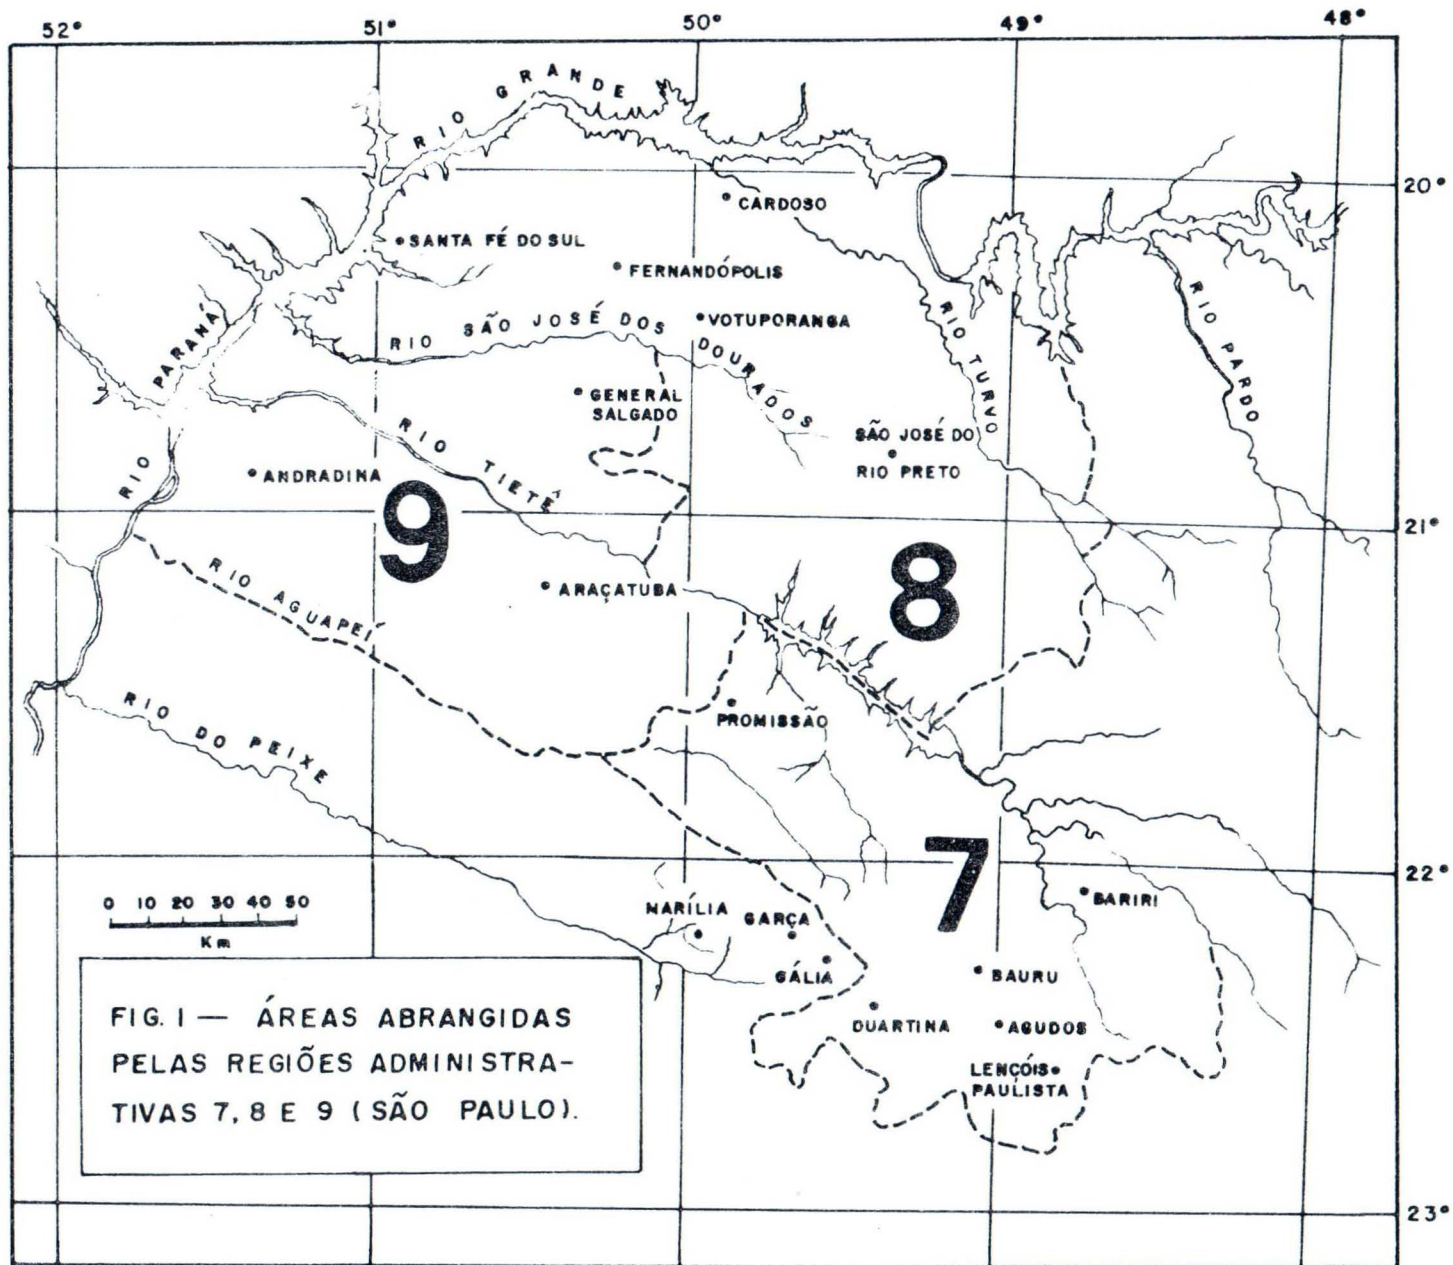 52° 51° 50° 49° 48°
RIO GRANDE
20°
CARDOSO
SANTA FÉ DO SUL
FERNANDÓPOLIS
RIO PARANÁ
VOTUPORANGA
RIO SÃO JOSÉ DOS DOURADOS
RIO TURVO
RIO PARDO
GENERAL
SALGADO
SÃO JOSÉ DO
RIO PRETO
ANDRADINA
RIO TIETÊ
9
21°
8
RIO AGUAPEÍ
ARAÇATUBA
PROMISSÃO
RIO DO PEIXE
7
22°
BARIRI
0 10 20 30 40 50
Km
MARÍLIA
GARÇA
GÁLIA
BAURU
DUARTINA
AGUDOS
LENÇÓIS
PAULISTA
FIG. 1 — ÁREAS ABRANGIDAS
PELAS REGIÕES ADMINISTRA-
TIVAS 7, 8 E 9 (SÃO PAULO).
23°